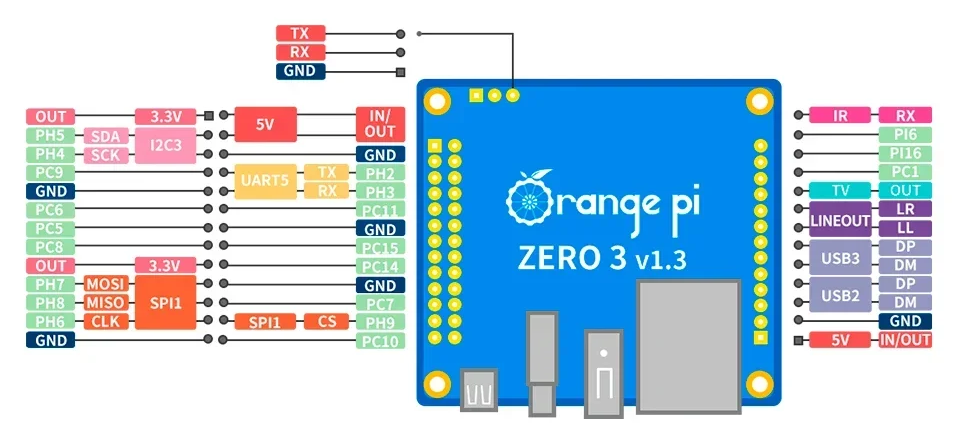 TX
RX
GND
OUT 3.3V 5V IN/
OUT
PH5 SDA I2C3
PH4 SCK GND
PC9 UART5 TX PH2
GND RX PH3
PC6 PC11
PC5 GND
PC8 PC15
OUT 3.3V PC14
PH7 MOSI SPI1 GND
PH8 MISO PC7
PH6 CLK SPI1 CS PH9
GND PC10
Orange pi
ZERO 3 v1.3
IR RX
PI6
PI16
PC1
TV OUT
LINEOUT LR
LL
USB3 DP
DM
USB2 DP
DM
GND
5V IN/OUT